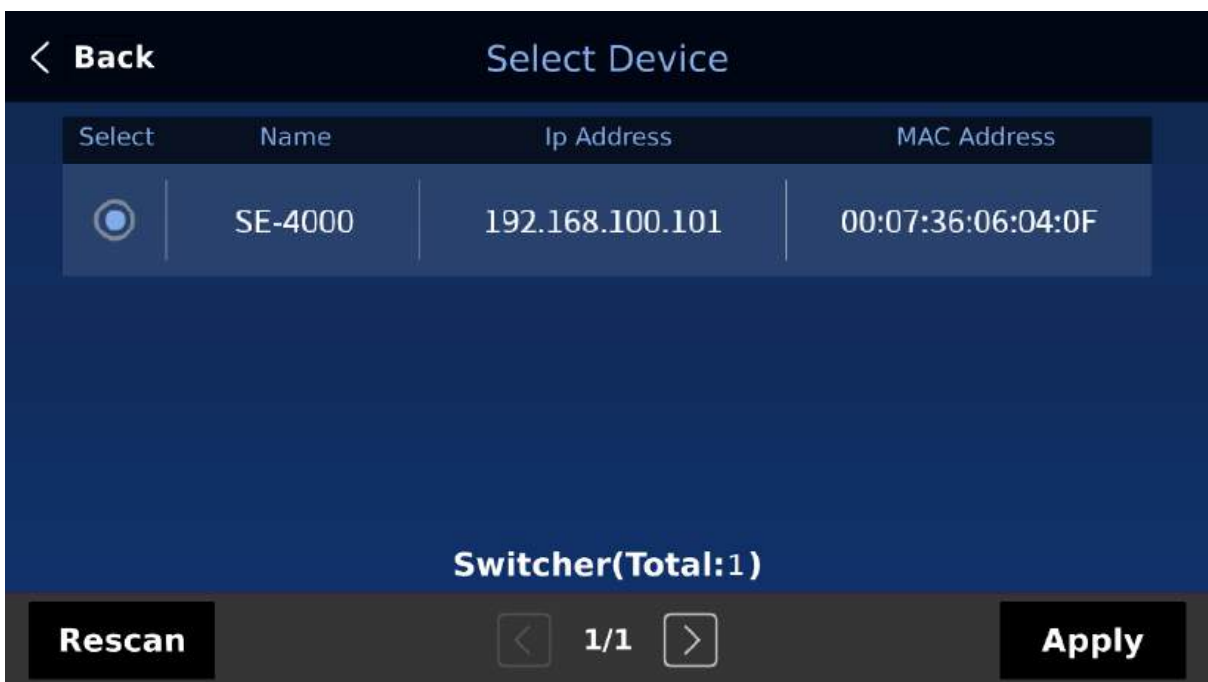 Back Select Device
Select Name Ip Address MAC Address
SE-4000 192.168.100.101 00:07:36:06:04:0F
Switcher(Total:1)
Rescan 1/1 Apply